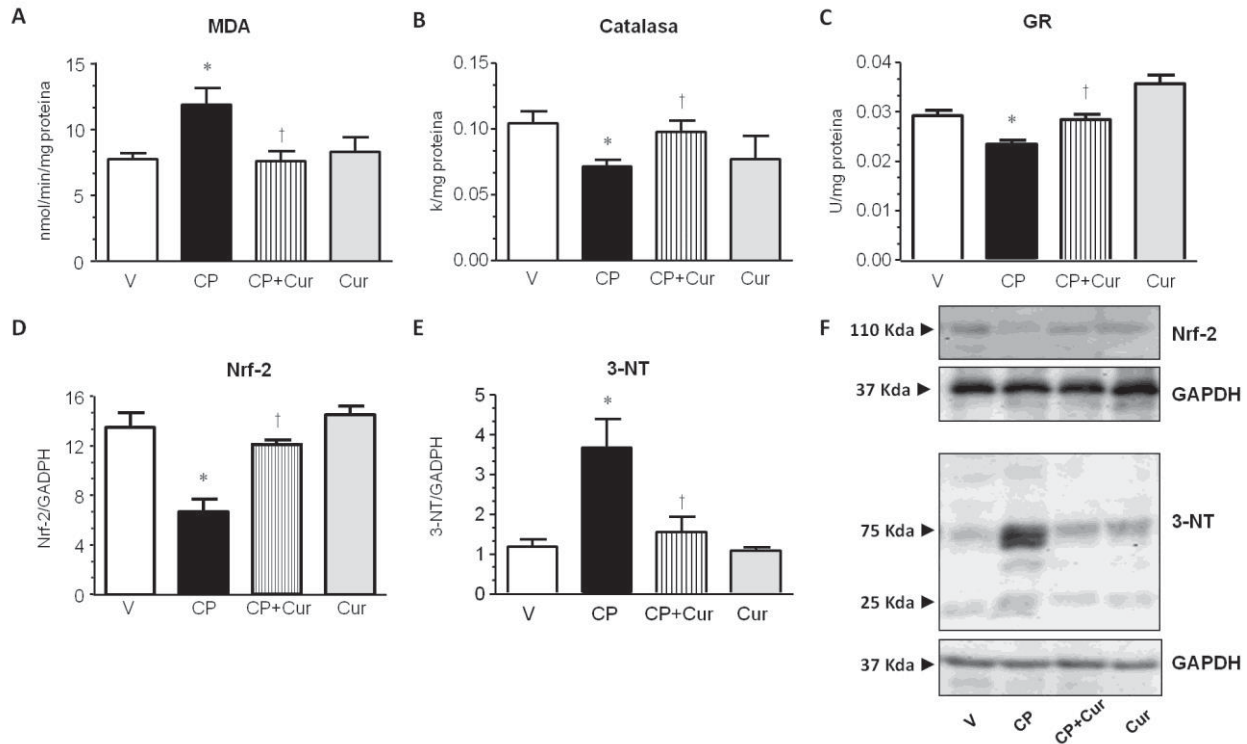 A
MDA
nmol/min/mg proteina
15
10
5
0
V CP CP+Cur Cur
*
†
B
Catalasa
k/mg proteina
0.15
0.10
0.05
0.00
V CP CP+Cur Cur
*
†
C
GR
U/mg proteina
0.04
0.03
0.02
0.01
0.00
V CP CP+Cur Cur
*
†
D
Nrf-2
Nrf-2/GADPH
16
12
8
4
0
V CP CP+Cur Cur
*
†
E
3-NT
3-NT/GADPH
5
4
3
2
1
0
V CP CP+Cur Cur
*
†
F
110 Kda Nrf-2
37 Kda GAPDH
75 Kda 3-NT
25 Kda
37 Kda GAPDH
V CP CP+Cur Cur